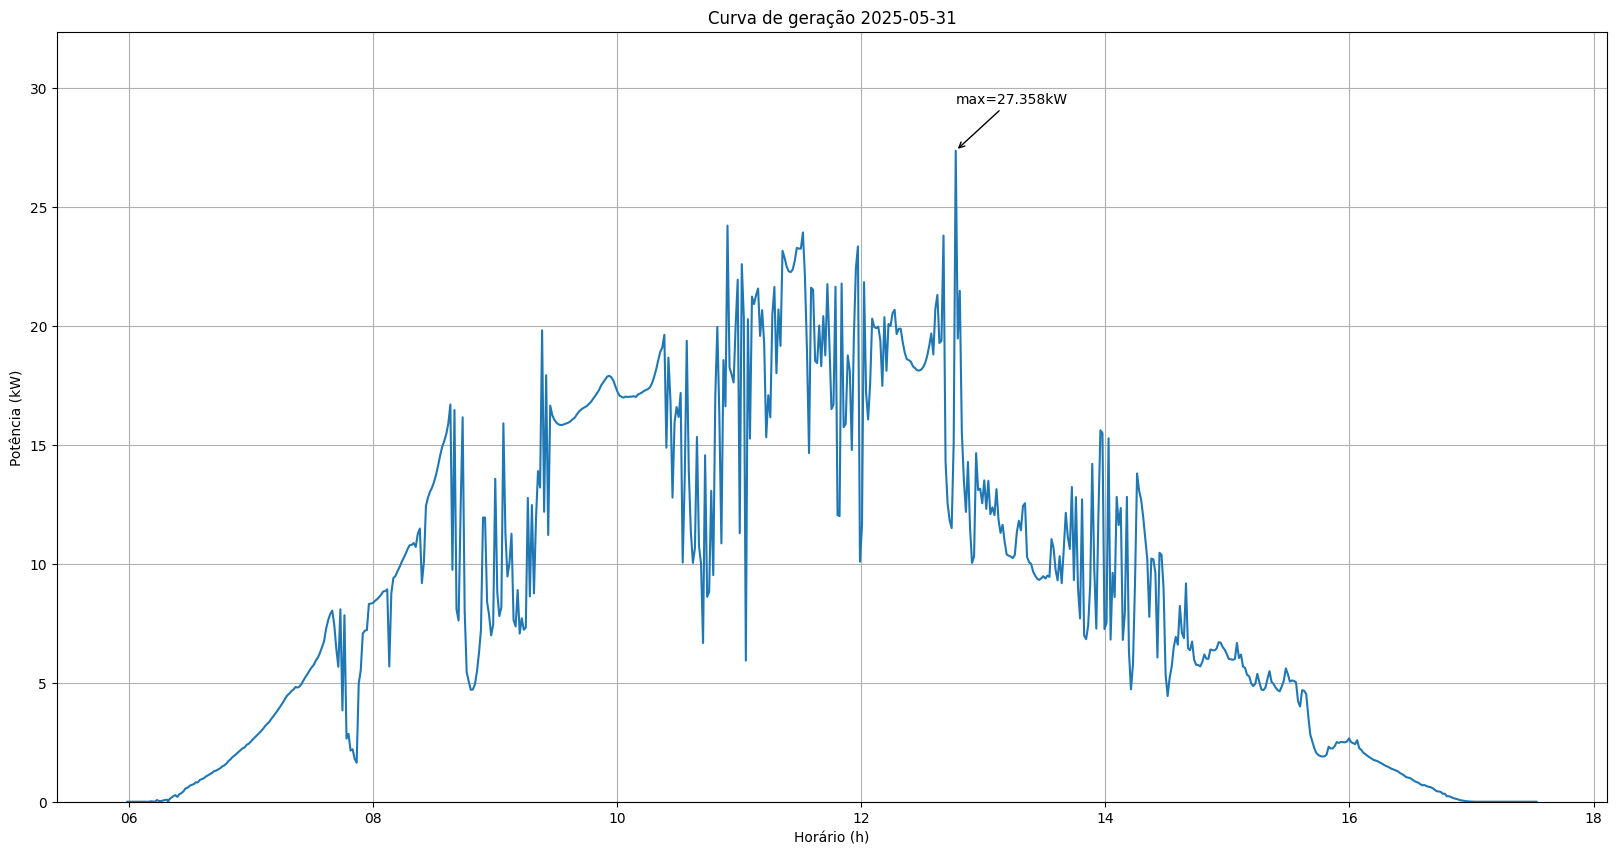 Curva de geração 2025-05-31
30
max=27.358kW
25
20
15
Potência (kW)
10
5
0
06 08 10 12 14 16 18
Horário (h)